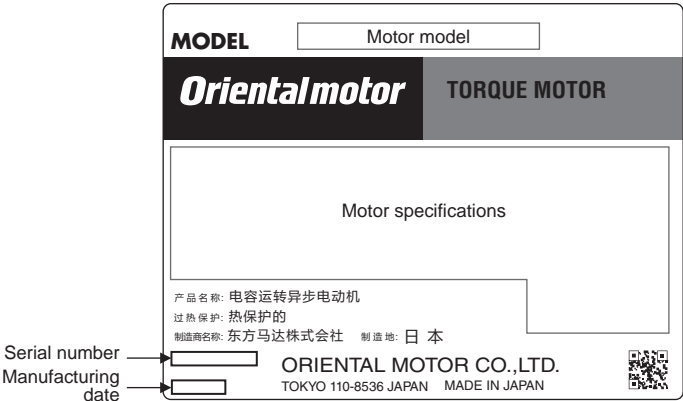 MODEL Motor model
Orientalmotor TORQUE MOTOR
Motor specifications
产品名称: 电容运转异步电动机
过热保护: 热保护的
制造商名称: 东方马达株式会社 制造地: 日 本
Serial number
ORIENTAL MOTOR CO.,LTD.
Manufacturing
date
TOKYO 110-8536 JAPAN MADE IN JAPAN